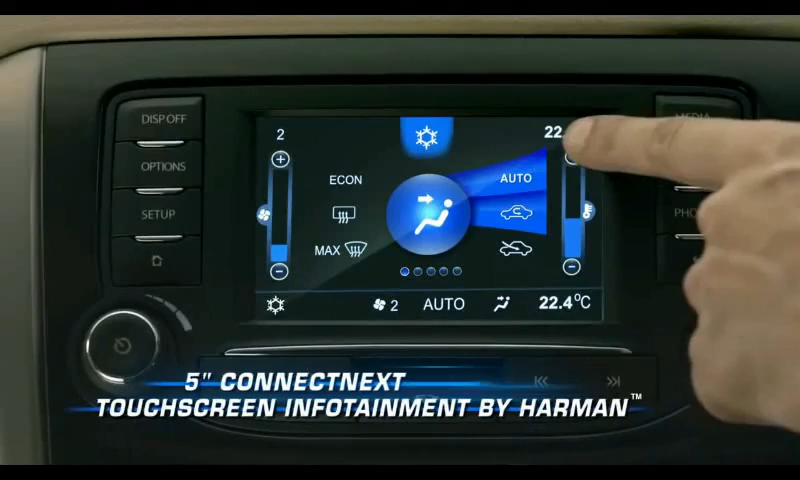 DISP OFF
OPTIONS
SETUP
2
22.
ECON
AUTO
MAX
2
AUTO
22.4°C
5" CONNECTNEXT
TOUCHSCREEN INFOTAINMENT BY HARMAN™